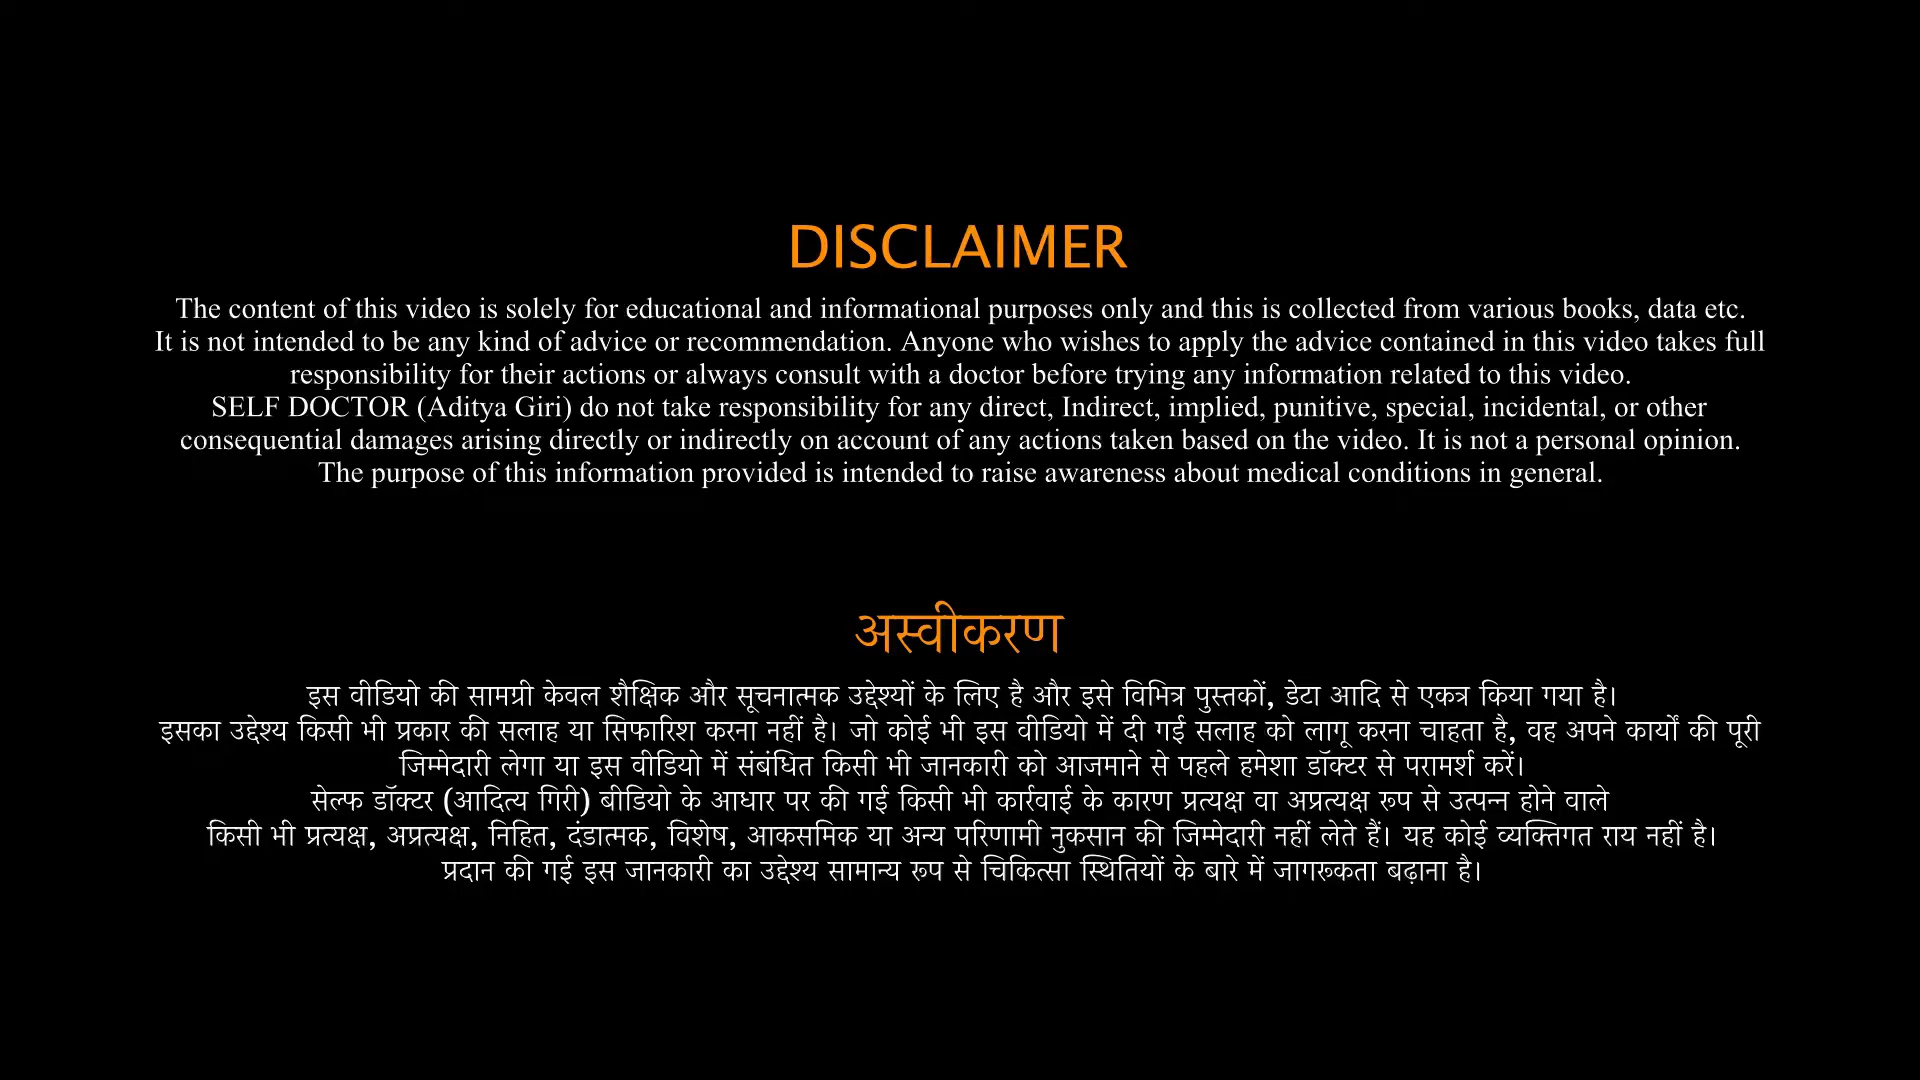 DISCLAIMER
The content of this video is solely for educational and informational purposes only and this is collected from various books, data etc.
It is not intended to be any kind of advice or recommendation. Anyone who wishes to apply the advice contained in this video takes full
responsibility for their actions or always consult with a doctor before trying any information related to this video.
SELF DOCTOR (Aditya Giri) do not take responsibility for any direct, Indirect, implied, punitive, special, incidental, or other
consequential damages arising directly or indirectly on account of any actions taken based on the video. It is not a personal opinion.
The purpose of this information provided is intended to raise awareness about medical conditions in general.
अस्वीकरण
इस वीडियो की सामग्री केवल शैक्षिक और सूचनात्मक उद्देश्यों के लिए है और इसे विभिन्न पुस्तकों, डेटा आदि से एकत्र किया गया है।
इसका उद्देश्य किसी भी प्रकार की सलाह या सिफारिश करना नहीं है। जो कोई भी इस वीडियो में दी गई सलाह को लागू करना चाहता है, वह अपने कार्यों की पूरी
जिम्मेदारी लेगा या इस वीडियो में संबंधित किसी भी जानकारी को आजमाने से पहले हमेशा डॉक्टर से परामर्श करें।
सेल्फ डॉक्टर (आदित्य गिरी) बीडियो के आधार पर की गई किसी भी कार्रवाई के कारण प्रत्यक्ष वा अप्रत्यक्ष रूप से उत्पन्न होने वाले
किसी भी प्रत्यक्ष, अप्रत्यक्ष, निहित, दंडात्मक, विशेष, आकसमिक या अन्य परिणामी नुकसान की जिम्मेदारी नहीं लेते हैं। यह कोई व्यक्तिगत राय नहीं है।
प्रदान की गई इस जानकारी का उद्देश्य सामान्य रूप से चिकित्सा स्थितियों के बारे में जागरूकता बढ़ाना है।